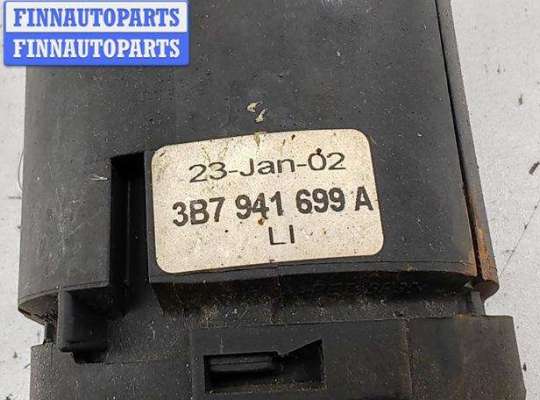 FINNAUTOPARTS
FINNAUTOPARTS
23-Jan-02
3B7 941 699 A
LI